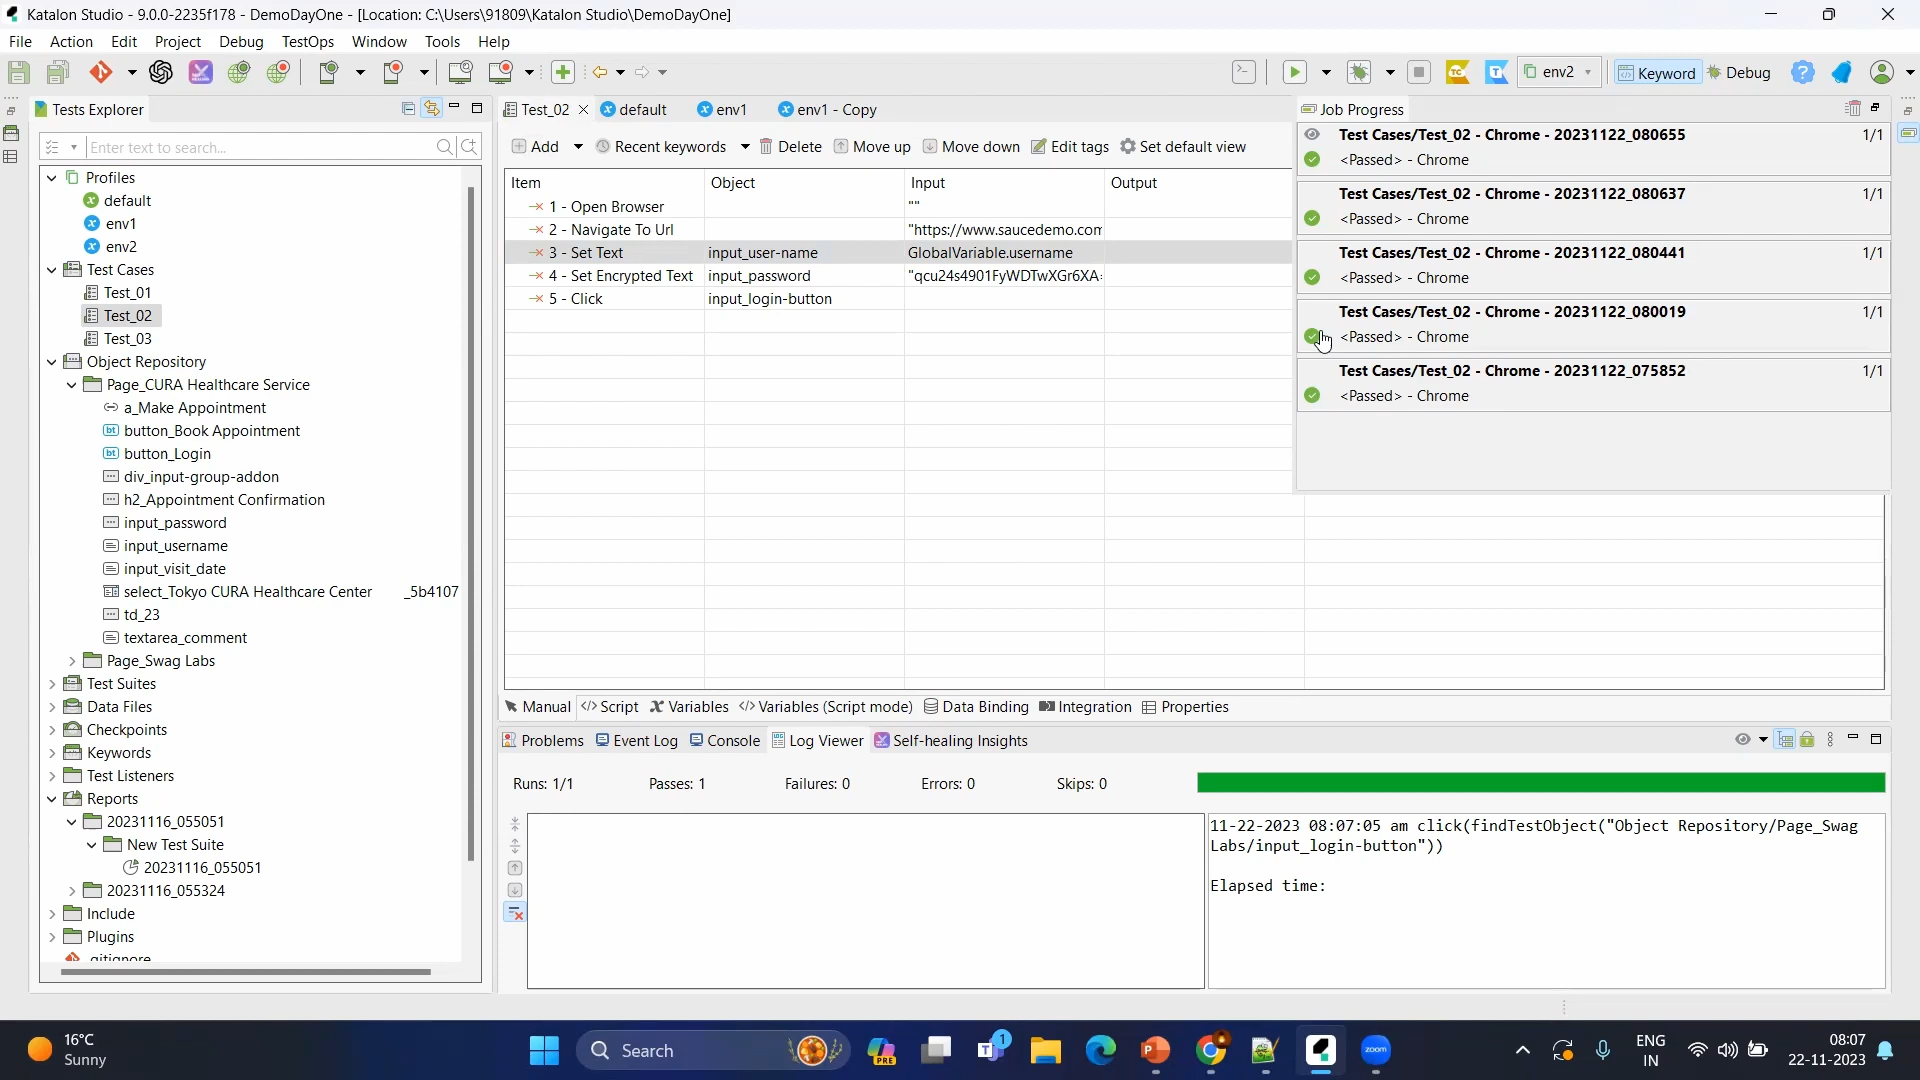 Katalon Studio - 9.0.0-2235f178 - DemoDayOne - [Location: C:\Users\91809\Katalon Studio\DemoDayOne]
File Action Edit Project Debug TestOps Window Tools Help
env2 Keyword Debug
Tests Explorer
Enter text to search...
Profiles
default
env1
env2
Test Cases
Test_01
Test_02
Test_03
Object Repository
Page_CURA Healthcare Service
a_Make Appointment
button_Book Appointment
button_Login
div_input-group-addon
h2_Appointment Confirmation
input_password
input_username
input_visit_date
select_Tokyo CURA Healthcare Center _5b4107
td_23
textarea_comment
Page_Swag Labs
Test Suites
Data Files
Checkpoints
Keywords
Test Listeners
Reports
20231116_055051
New Test Suite
20231116_055051
20231116_055324
Include
Plugins
.gitignore
Test_02 default env1 env1 - Copy
Add Recent keywords Delete Move up Move down Edit tags Set default view
Item Object Input Output
1 - Open Browser ""
2 - Navigate To Url "https://www.saucedemo.com
3 - Set Text input_user-name GlobalVariable.username
4 - Set Encrypted Text input_password "qcu24s4901FyWDTwXGr6XA=
5 - Click input_login-button
Job Progress
Test Cases/Test_02 - Chrome - 20231122_080655 1/1
<Passed> - Chrome
Test Cases/Test_02 - Chrome - 20231122_080637 1/1
<Passed> - Chrome
Test Cases/Test_02 - Chrome - 20231122_080441 1/1
<Passed> - Chrome
Test Cases/Test_02 - Chrome - 20231122_080019 1/1
<Passed> - Chrome
Test Cases/Test_02 - Chrome - 20231122_075852 1/1
<Passed> - Chrome
Manual Script Variables Variables (Script mode) Data Binding Integration Properties
Problems Event Log Console Log Viewer Self-healing Insights
Runs: 1/1 Passes: 1 Failures: 0 Errors: 0 Skips: 0
11-22-2023 08:07:05 am click(findTestObject("Object Repository/Page_Swag
Labs/input_login-button"))
Elapsed time:
16°C
Sunny
Search
PRE
1
zoom
ENG
IN
08:07
22-11-2023